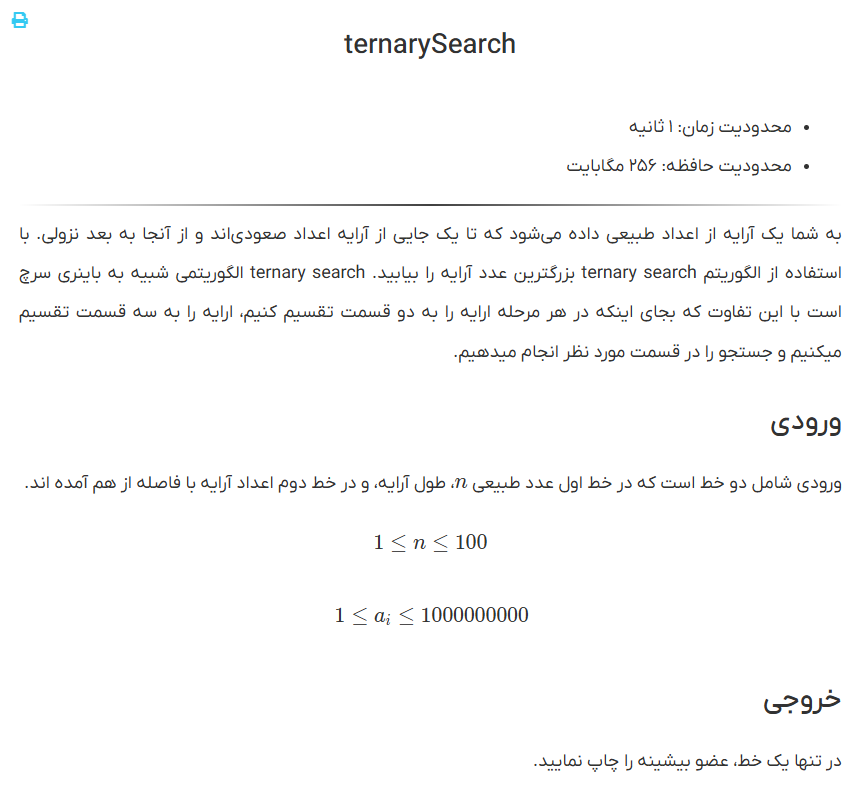 ternarySearch
• محدودیت زمان: ۱ ثانیه
• محدودیت حافظه: ۲۵۶ مگابایت
به شما یک آرایه از اعداد طبیعی داده می‌شود که تا یک جایی از آرایه اعداد صعودی‌اند و از آنجا به بعد نزولی. با
استفاده از الگوریتم ternary search بزرگترین عدد آرایه را بیابید. ternary search الگوریتمی شبیه به باینری سرچ
است با این تفاوت که بجای اینکه در هر مرحله ارایه را به دو قسمت تقسیم کنیم، ارایه را به سه قسمت تقسیم
میکنیم و جستجو را در قسمت مورد نظر انجام میدهیم.
ورودی
ورودی شامل دو خط است که در خط اول عدد طبیعی n، طول آرایه، و در خط دوم اعداد آرایه با فاصله از هم آمده اند.
1 ≤ n ≤ 100
1 ≤ aᵢ ≤ 1000000000
خروجی
در تنها یک خط، عضو بیشینه را چاپ نمایید.